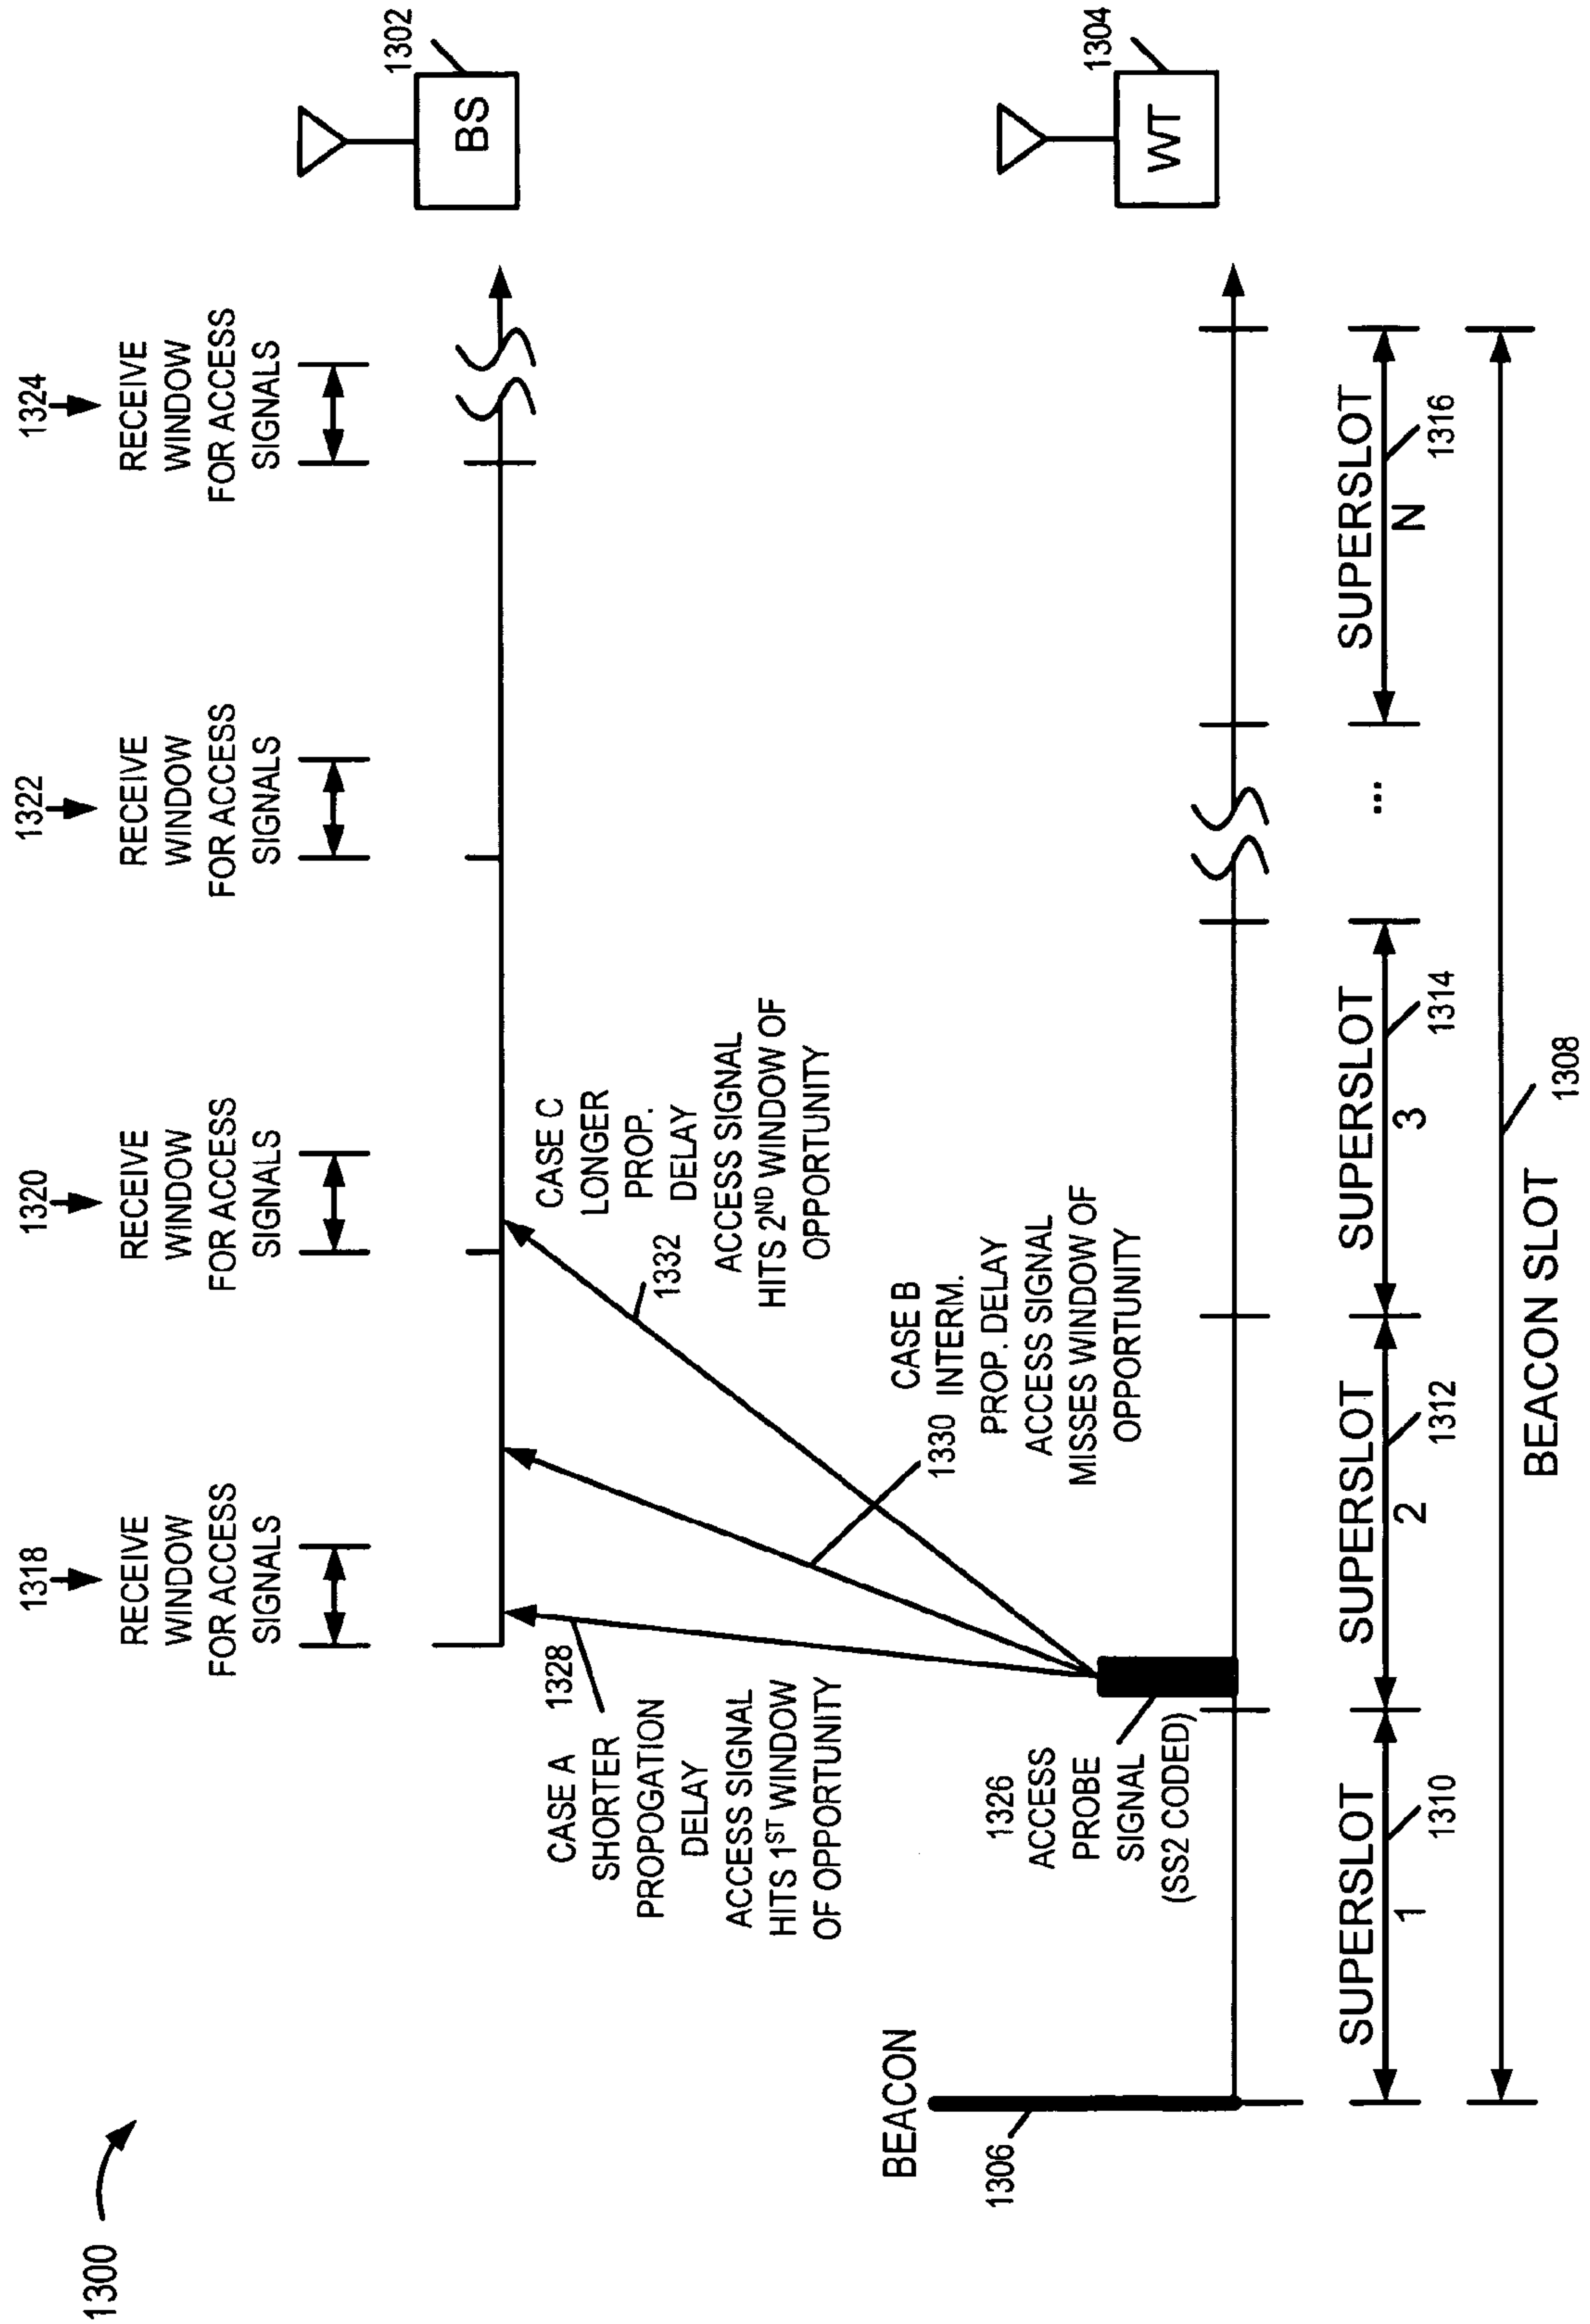 1300
1318
RECEIVE
WINDOW
FOR ACCESS
SIGNALS
1320
RECEIVE
WINDOW
FOR ACCESS
SIGNALS
1322
RECEIVE
WINDOW
FOR ACCESS
SIGNALS
1324
RECEIVE
WINDOW
FOR ACCESS
SIGNALS
1302
BS
CASE A
SHORTER
PROPOGATION
DELAY
ACCESS SIGNAL
HITS 1ST WINDOW
OF OPPORTUNITY
1328
CASE C
LONGER
PROP.
DELAY
ACCESS SIGNAL
HITS 2ND WINDOW OF
OPPORTUNITY
1332
CASE B
INTERM.
PROP. DELAY
ACCESS SIGNAL
MISSES WINDOW OF
OPPORTUNITY
1330
BEACON
1306
1326
ACCESS
PROBE
SIGNAL
(SS2 CODED)
1304
WT
SUPERSLOT
1
1310
SUPERSLOT
2
1312
SUPERSLOT
3
1314
...
SUPERSLOT
N
1316
BEACON SLOT
1308